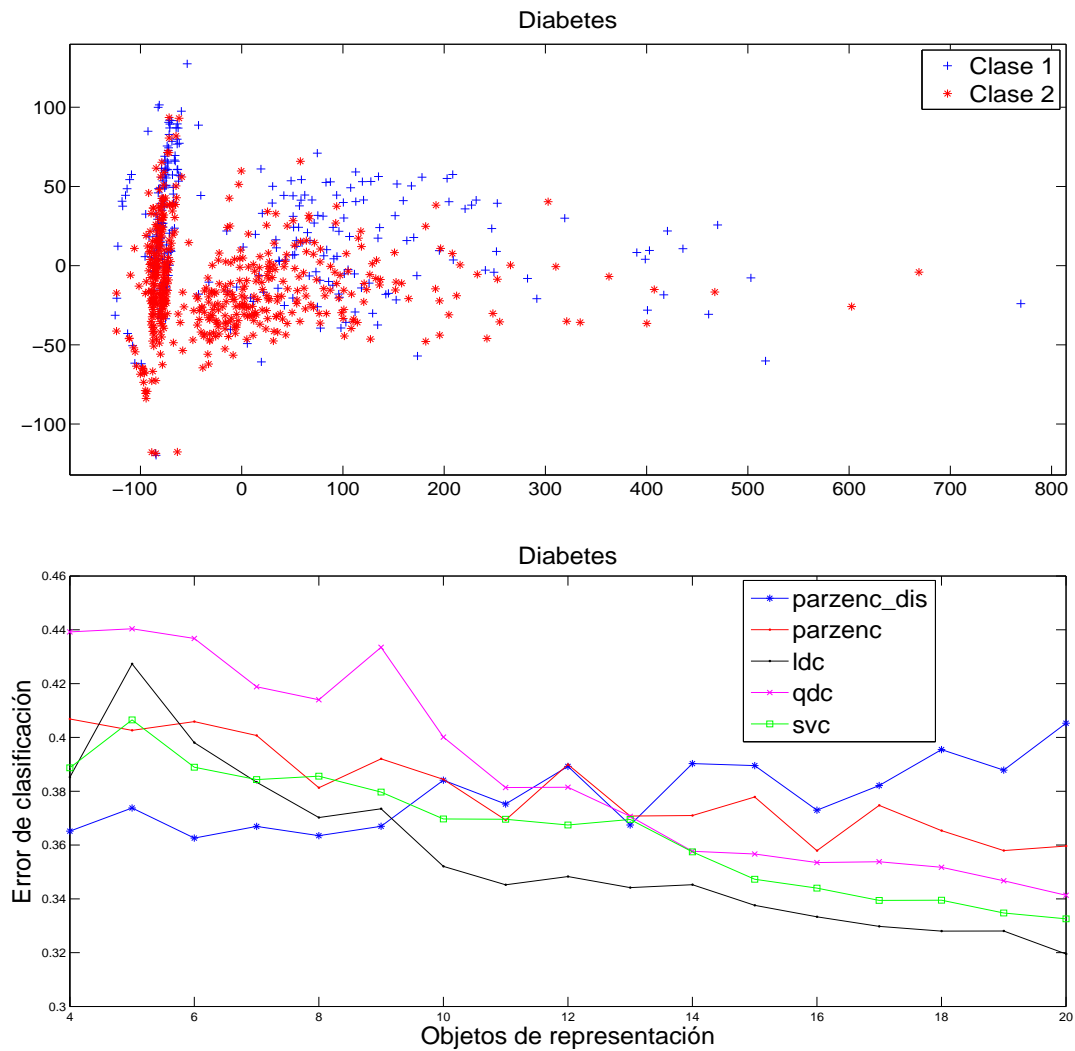 Diabetes
Clase 1
Clase 2
100
50
0
−50
−100
−100 0 100 200 300 400 500 600 700 800
Diabetes
parzenc_dis
parzenc
ldc
qdc
svc
Error de clasificación
0.46
0.44
0.42
0.4
0.38
0.36
0.34
0.32
0.3
4 6 8 10 12 14 16 18 20
Objetos de representación